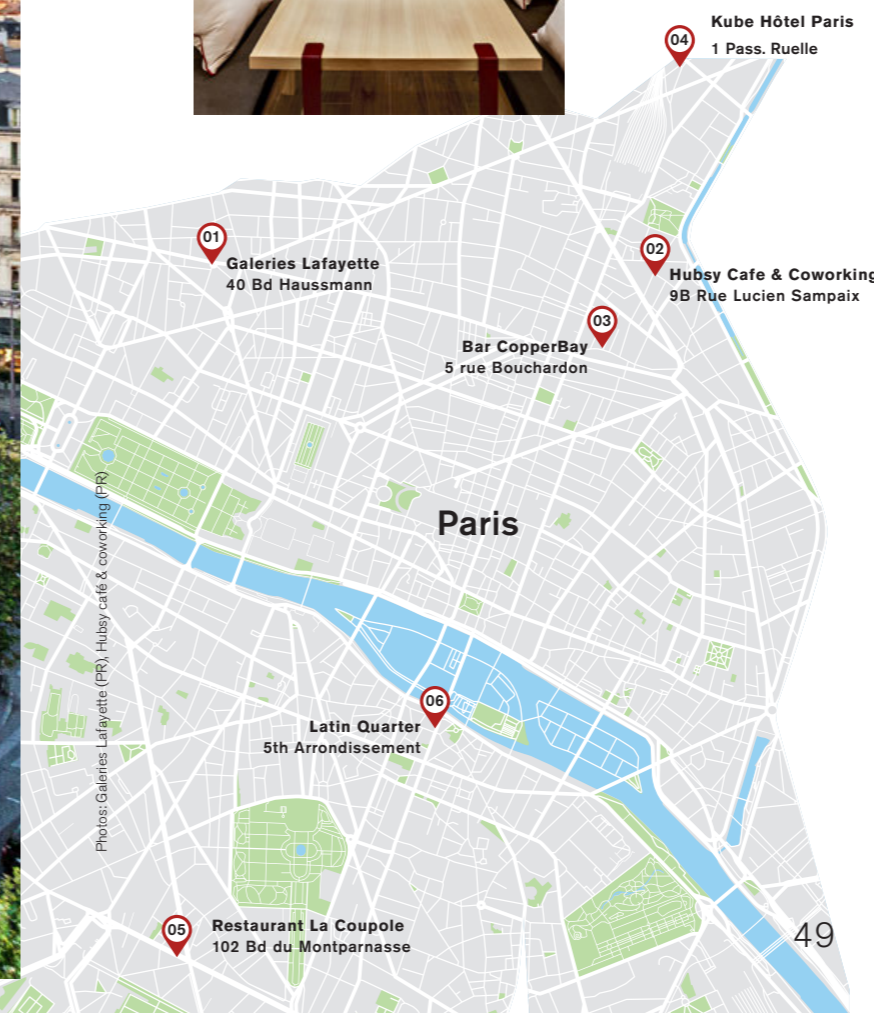 04
Kube Hôtel Paris
1 Pass. Ruelle
01
Galeries Lafayette
40 Bd Haussmann
02
Hubsy Cafe & Coworking
9B Rue Lucien Sampaix
03
Bar CopperBay
5 rue Bouchardon
Paris
Photos: Galeries Lafayette (PR), Hubsy café & coworking (PR)
06
Latin Quarter
5th Arrondissement
05
Restaurant La Coupole
102 Bd du Montparnasse
49